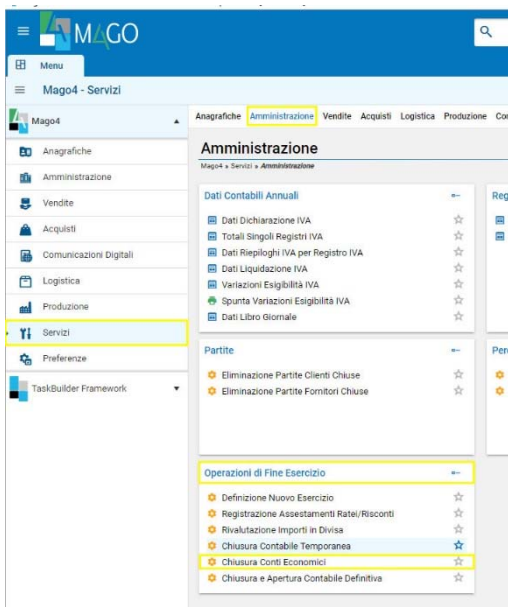 MAGO
Menu
Mago4 - Servizi
Mago4
Anagrafiche
Amministrazione
Vendite
Acquisti
Comunicazioni Digitali
Logistica
Produzione
Servizi
Preferenze
TaskBuilder Framework
Anagrafiche Amministrazione Vendite Acquisti Logistica Produzione Co
Amministrazione
Mago4 » Servizi » Amministrazione
Dati Contabili Annuali
Dati Dichiarazione IVA
Totali Singoli Registri IVA
Dati Riepiloghi IVA per Registro IVA
Dati Liquidazione IVA
Variazioni Esigibilità IVA
Spunta Variazioni Esigibilità IVA
Dati Libro Giornale
Reg
Partite
Eliminazione Partite Clienti Chiuse
Eliminazione Partite Fornitori Chiuse
Per
Operazioni di Fine Esercizio
Definizione Nuovo Esercizio
Registrazione Assestamenti Ratei/Risconti
Rivalutazione Importi in Divisa
Chiusura Contabile Temporanea
Chiusura Conti Economici
Chiusura e Apertura Contabile Definitiva